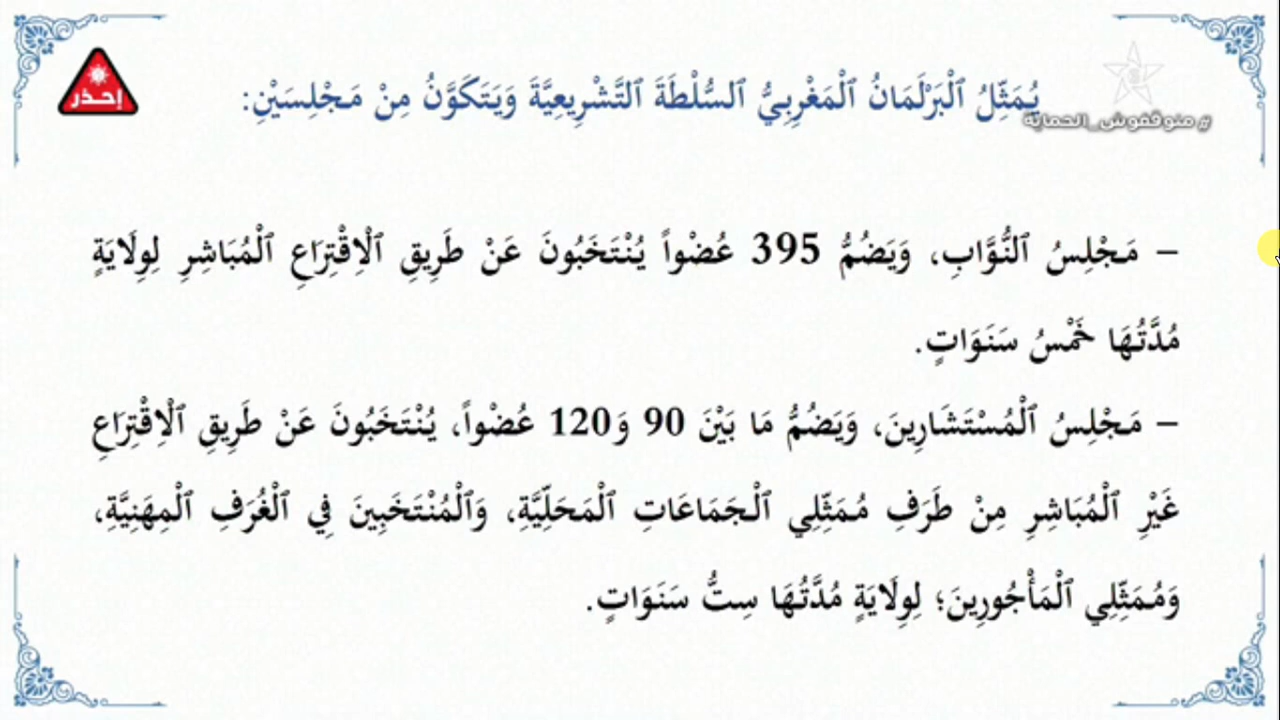 يُمَثِّلُ ٱلْبَرْلَمَانُ ٱلْمَغْرِبِيُّ ٱلسُّلْطَةَ ٱلتَّشْرِيعِيَّةَ وَيَتَكَوَّنُ مِنْ مَجْلِسَيْنِ:
إحذر
#منوقفوش_الحماية
– مَجْلِسُ ٱلنُّوَّابِ، وَيَضُمُّ 395 عُضْواً يُنْتَخَبُونَ عَنْ طَرِيقِ ٱلْاِقْتِرَاعِ ٱلْمُبَاشِرِ لِوِلَايَةٍ
مُدَّتُهَا خَمْسُ سَنَوَاتٍ.
– مَجْلِسُ ٱلْمُسْتَشَارِينَ، وَيَضُمُّ مَا بَيْنَ 90 وَ120 عُضْواً، يُنْتَخَبُونَ عَنْ طَرِيقِ ٱلْاِقْتِرَاعِ
غَيْرِ ٱلْمُبَاشِرِ مِنْ طَرَفِ مُمَثِّلِي ٱلْجَمَاعَاتِ ٱلْمَحَلِّيَّةِ، وَٱلْمُنْتَخَبِينَ فِي ٱلْغُرَفِ ٱلْمِهَنِيَّةِ،
وَمُمَثِّلِي ٱلْمَأْجُورِينَ؛ لِوِلَايَةٍ مُدَّتُهَا سِتُّ سَنَوَاتٍ.